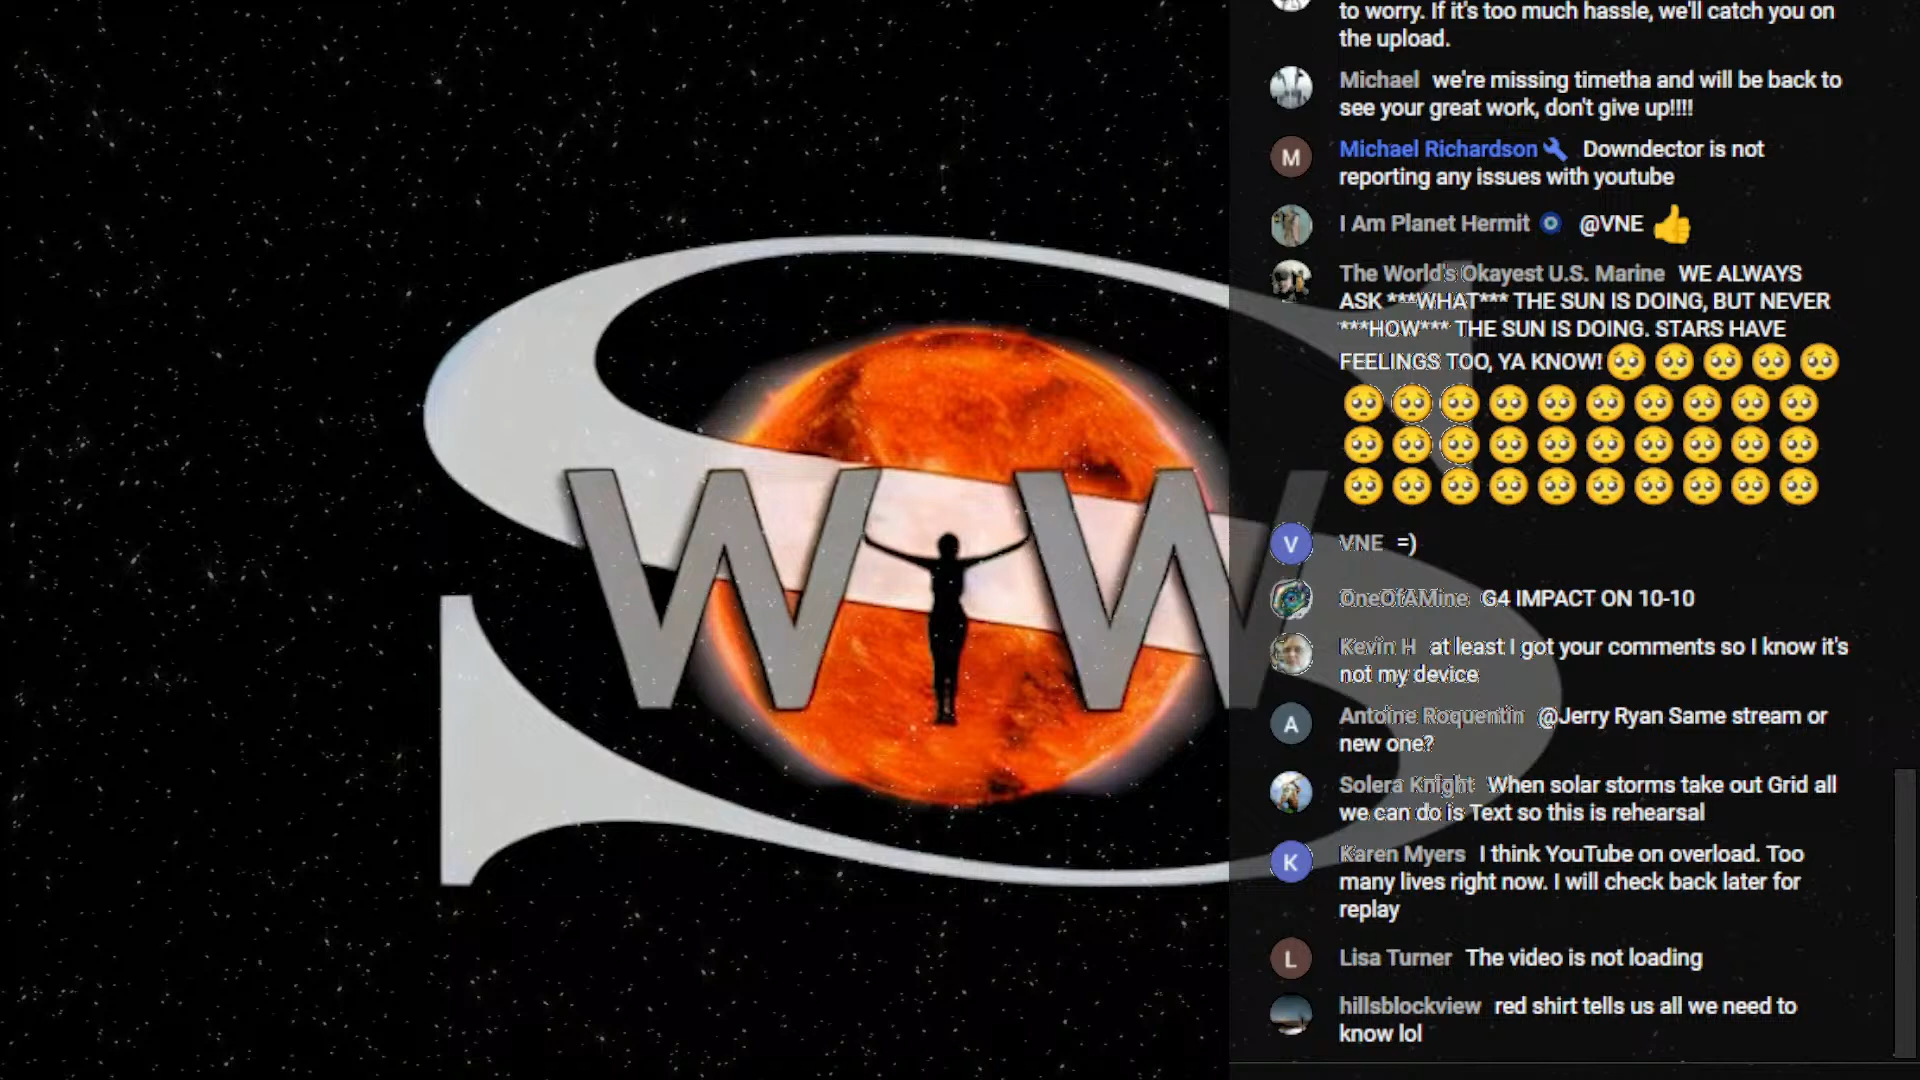 to worry. If it's too much hassle, we'll catch you on
the upload.
Michael we're missing timetha and will be back to
see your great work, don't give up!!!!
M
Michael Richardson Downdector is not
reporting any issues with youtube
I Am Planet Hermit @VNE 👍
The World's Okayest U.S. Marine WE ALWAYS
ASK ***WHAT*** THE SUN IS DOING, BUT NEVER
***HOW*** THE SUN IS DOING. STARS HAVE
FEELINGS TOO, YA KNOW! 🥺🥺🥺🥺🥺
🥺🥺🥺🥺🥺🥺🥺🥺🥺🥺
🥺🥺🥺🥺🥺🥺🥺🥺🥺🥺
🥺🥺🥺🥺🥺🥺🥺🥺🥺🥺
V
VNE =)
OneOfAMine G4 IMPACT ON 10-10
Kevin H at least I got your comments so I know it's
not my device
A
Antoine Roquentin @Jerry Ryan Same stream or
new one?
Solera Knight When solar storms take out Grid all
we can do is Text so this is rehearsal
K
Karen Myers I think YouTube on overload. Too
many lives right now. I will check back later for
replay
L
Lisa Turner The video is not loading
hillsblockview red shirt tells us all we need to
know lol
S
W W